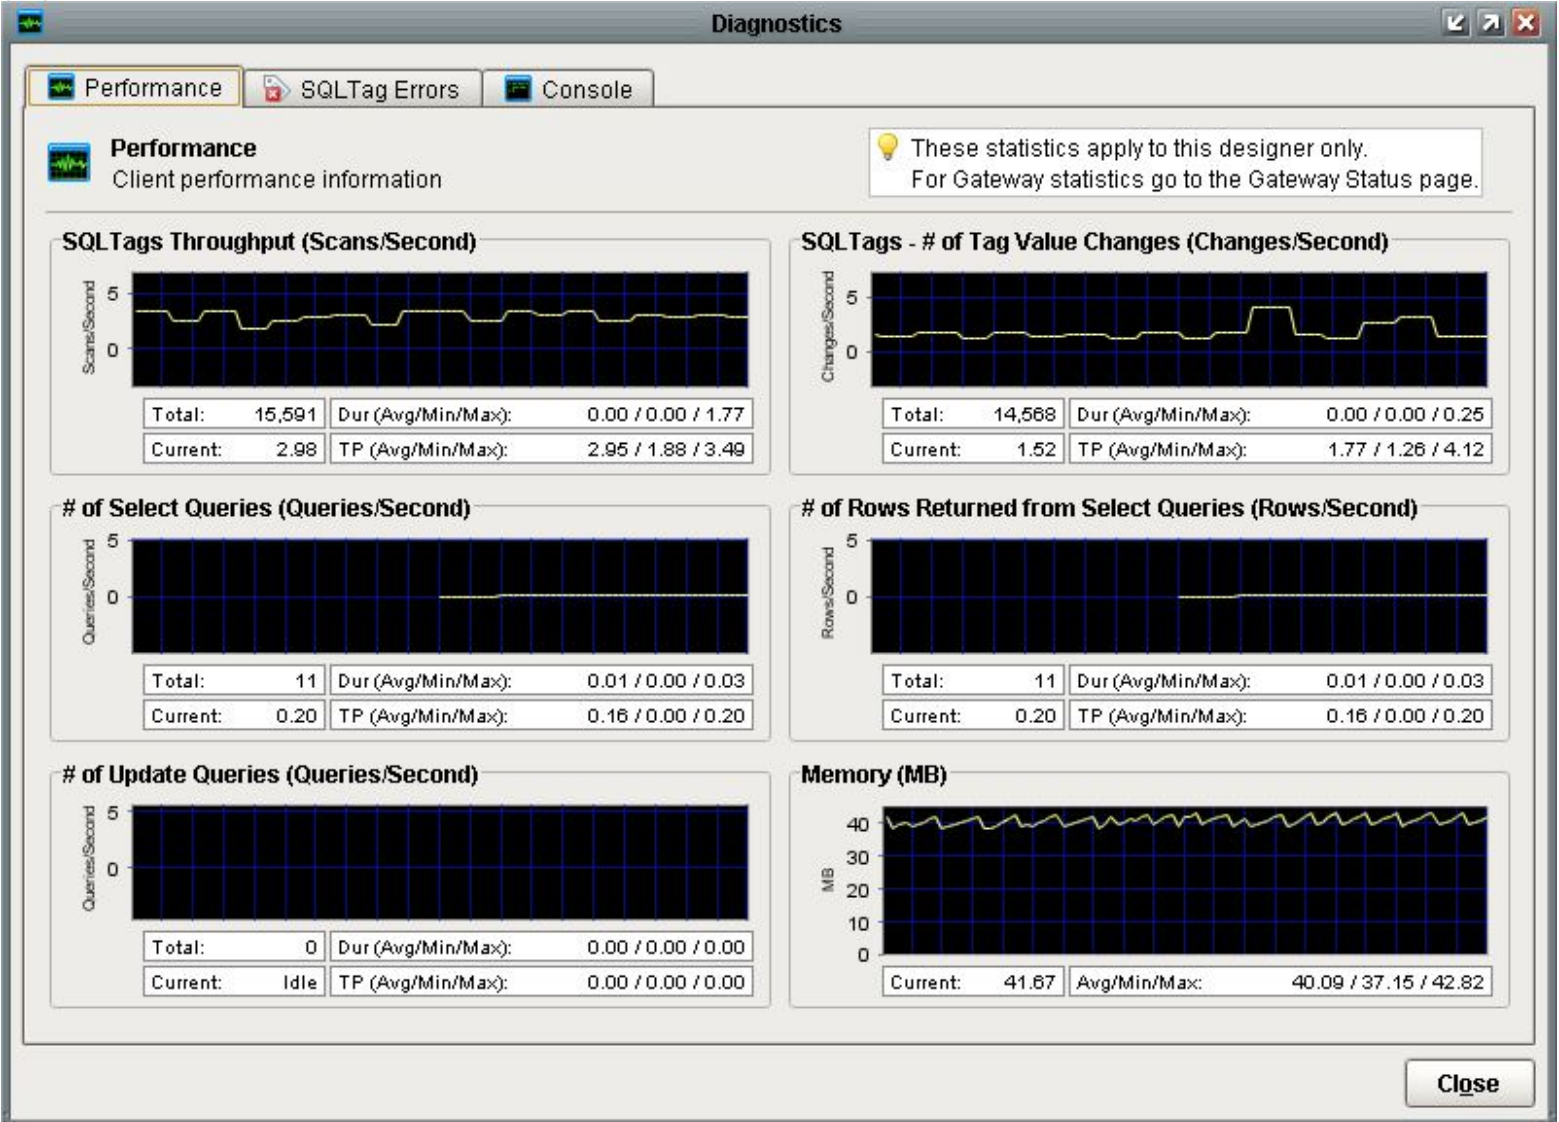 Diagnostics
Performance
SQLTag Errors
Console
Performance
Client performance information
These statistics apply to this designer only.
For Gateway statistics go to the Gateway Status page.
SQLTags Throughput (Scans/Second)
Scans/Second
5
0
Total: 15,591 Dur (Avg/Min/Max): 0.00 / 0.00 / 1.77
Current: 2.98 TP (Avg/Min/Max): 2.95 / 1.88 / 3.49
SQLTags - # of Tag Value Changes (Changes/Second)
Changes/Second
5
0
Total: 14,568 Dur (Avg/Min/Max): 0.00 / 0.00 / 0.25
Current: 1.52 TP (Avg/Min/Max): 1.77 / 1.26 / 4.12
# of Select Queries (Queries/Second)
Queries/Second
5
0
Total: 11 Dur (Avg/Min/Max): 0.01 / 0.00 / 0.03
Current: 0.20 TP (Avg/Min/Max): 0.16 / 0.00 / 0.20
# of Rows Returned from Select Queries (Rows/Second)
Rows/Second
5
0
Total: 11 Dur (Avg/Min/Max): 0.01 / 0.00 / 0.03
Current: 0.20 TP (Avg/Min/Max): 0.16 / 0.00 / 0.20
# of Update Queries (Queries/Second)
Queries/Second
5
0
Total: 0 Dur (Avg/Min/Max): 0.00 / 0.00 / 0.00
Current: Idle TP (Avg/Min/Max): 0.00 / 0.00 / 0.00
Memory (MB)
MB
40
30
20
10
0
Current: 41.67 Avg/Min/Max: 40.09 / 37.15 / 42.82
Close